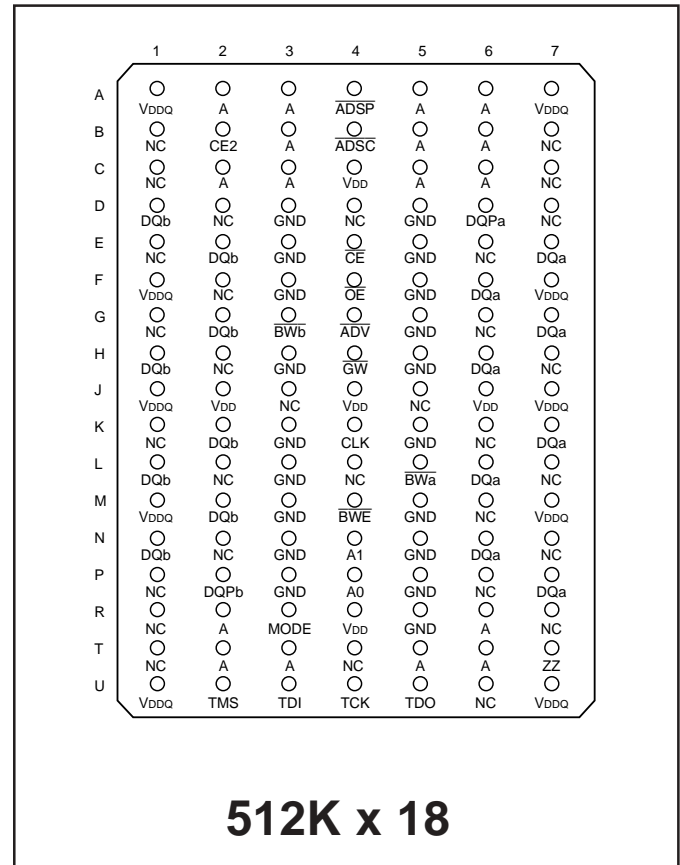 1 2 3 4 5 6 7
A
VDDQ A A ADSP A A VDDQ
B
NC CE2 A ADSC A A NC
C
NC A A VDD A A NC
D
DQb NC GND NC GND DQPa NC
E
NC DQb GND CE GND NC DQa
F
VDDQ NC GND OE GND DQa VDDQ
G
NC DQb BWb ADV GND NC DQa
H
DQb NC GND GW GND DQa NC
J
VDDQ VDD NC VDD NC VDD VDDQ
K
NC DQb GND CLK GND NC DQa
L
DQb NC GND NC BWa DQa NC
M
VDDQ DQb GND BWE GND NC VDDQ
N
DQb NC GND A1 GND DQa NC
P
NC DQPb GND A0 GND NC DQa
R
NC A MODE VDD GND A NC
T
NC A A NC A A ZZ
U
VDDQ TMS TDI TCK TDO NC VDDQ
512K x 18